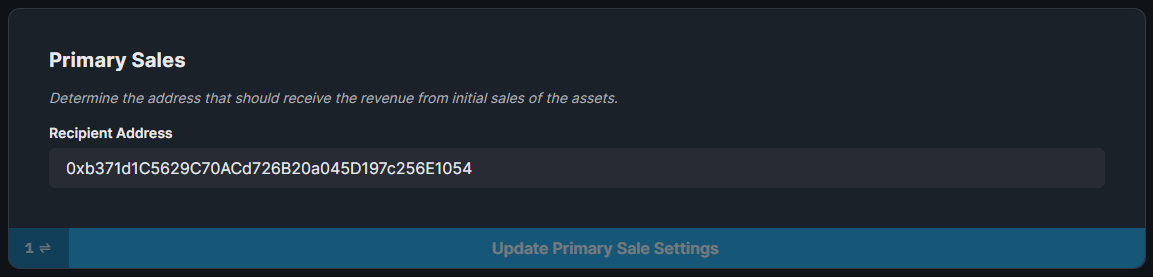 Primary Sales
Determine the address that should receive the revenue from initial sales of the assets.
Recipient Address
0xb371d1C5629C70ACd726B20a045D197c256E1054
1 ⇌ Update Primary Sale Settings